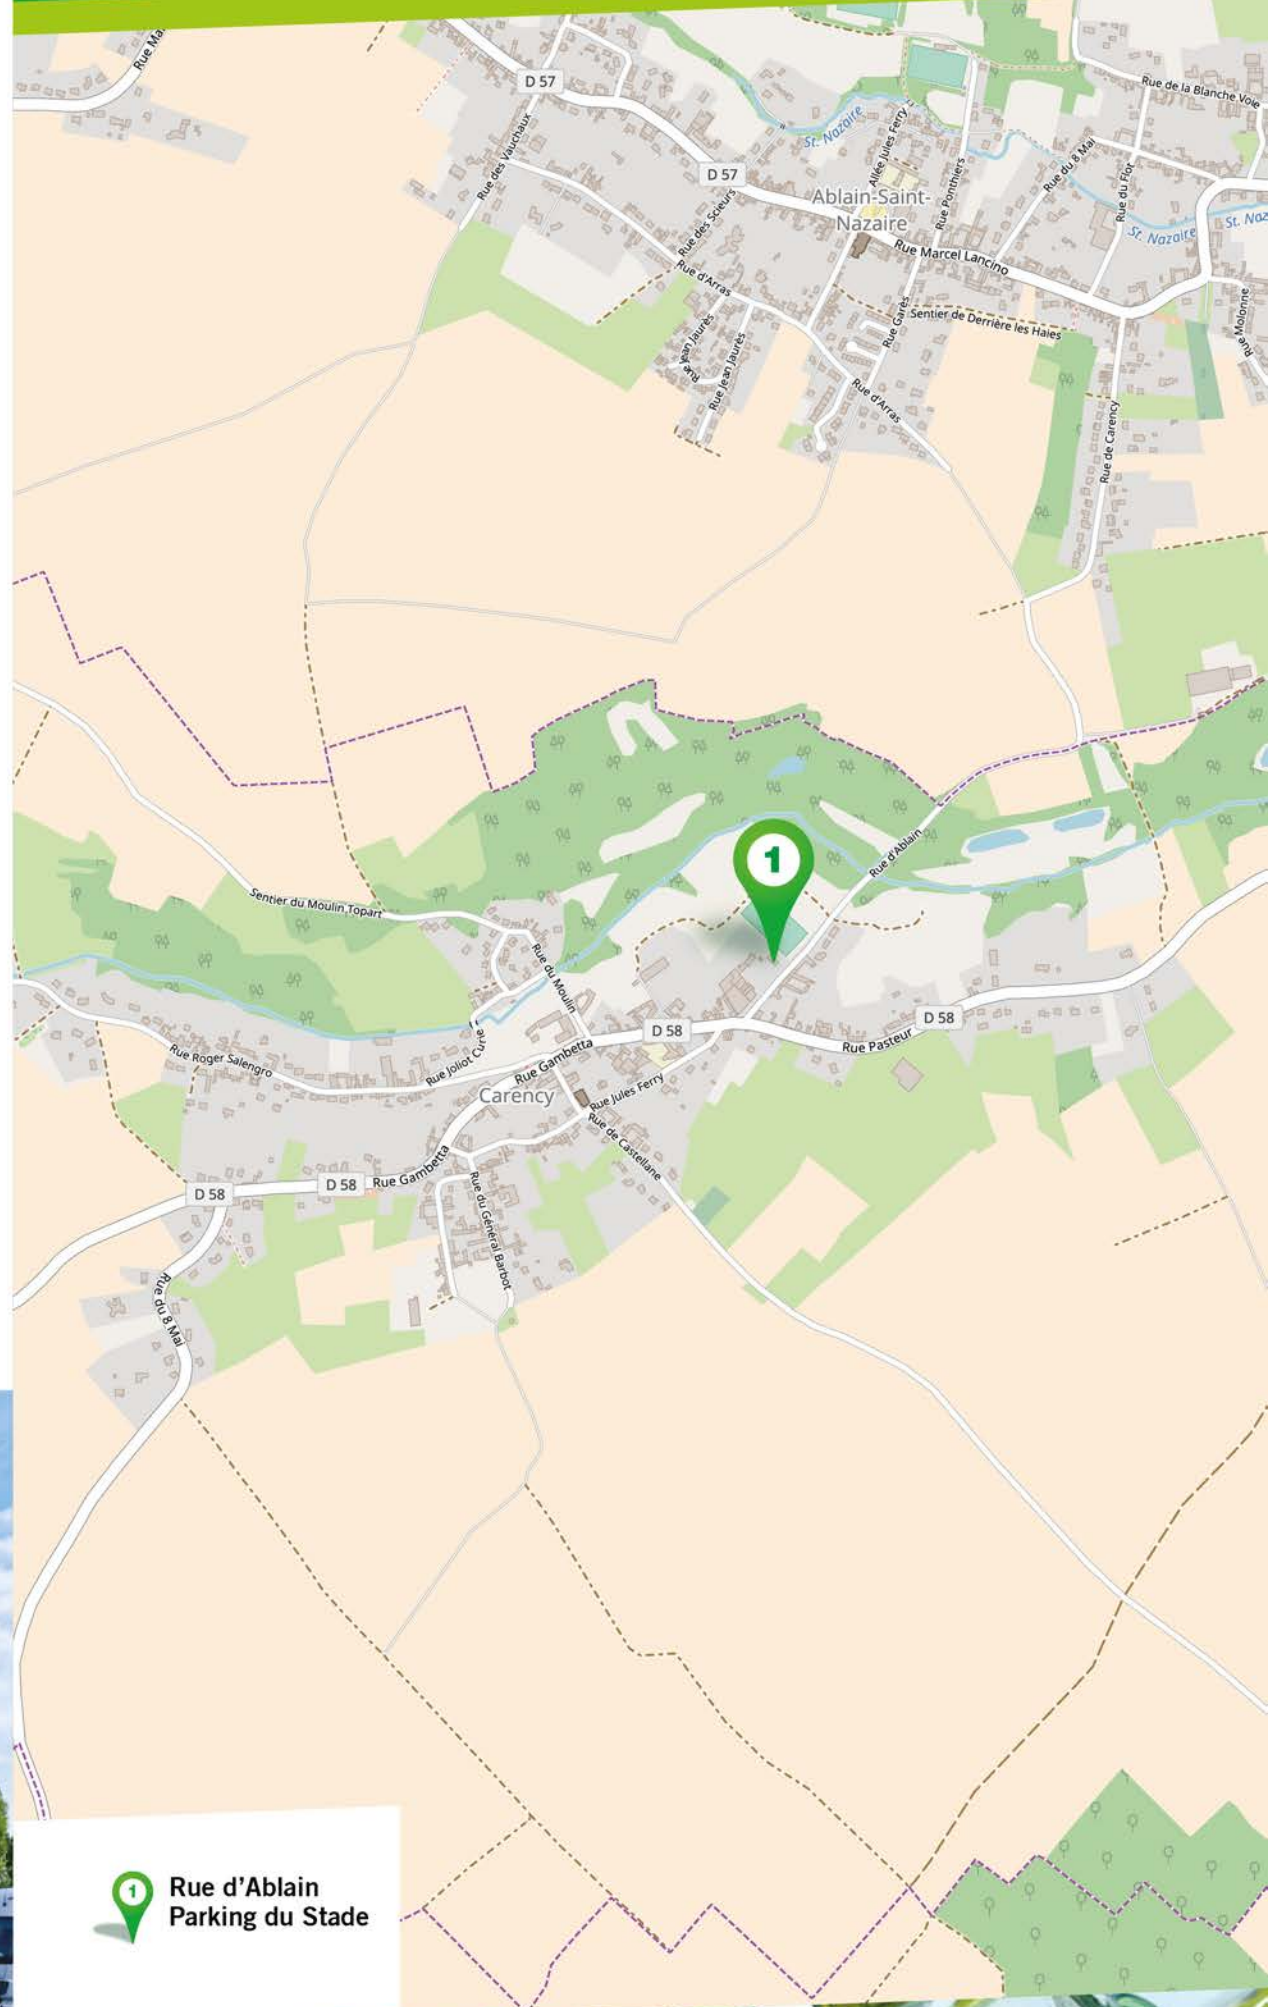 Rue Ma
D 57
Rue de la Blanche Voie
Rue des Vauchaux
St. Nazaire
Allée Jules Ferry
Rue du 8 Mai
D 57
Rue Ponthiers
Rue du Flot
Ablain-Saint-
Nazaire
Rue des Scieurs
St. Nazaire
St. Naz
Rue Marcel Lancino
Rue d'Arras
Rue Garès
Sentier de Derrière les Haies
Rue Molonne
Rue Jean Jaurès
Rue Jean Jaurès
Rue d'Arras
Rue de Carency
1
Rue d'Ablain
Sentier du Moulin Topart
Rue du Moulin
D 58
D 58
Rue Pasteur
Rue Roger Salengro
Rue Joliot Curie
Rue Gambetta
Carency
Rue Jules Ferry
Rue de Castellane
D 58
D 58
Rue Gambetta
Rue du Général Barbot
Rue du 8 Mai
1
Rue d'Ablain
Parking du Stade